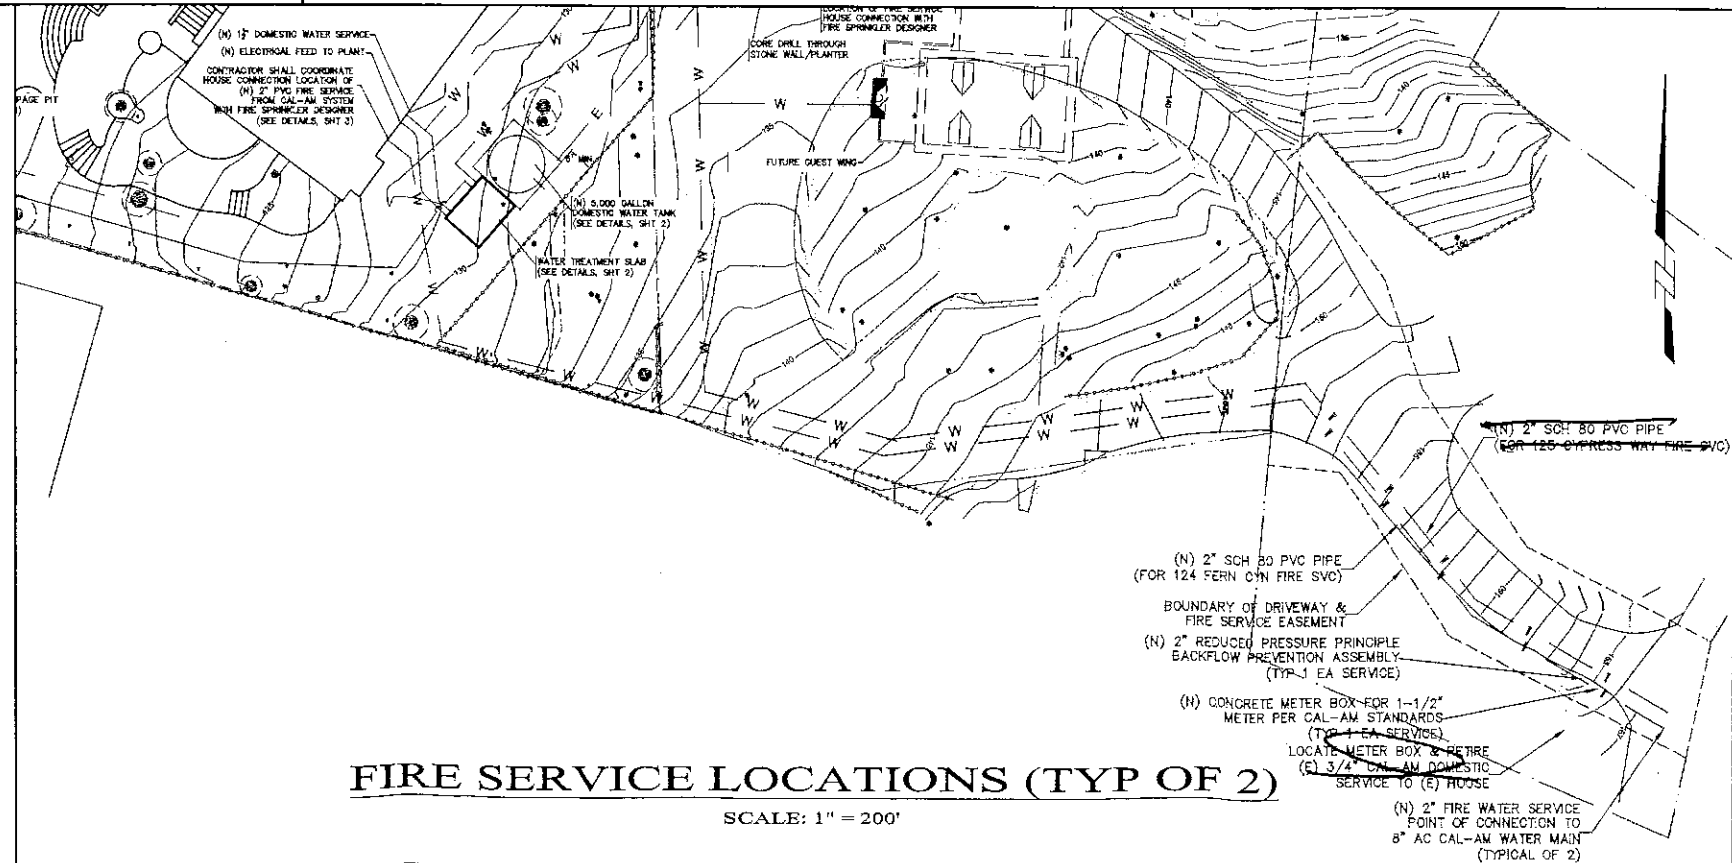 (N) 1½" DOMESTIC WATER SERVICE
(N) ELECTRICAL FEED TO PLANT
CONTRACTOR SHALL COORDINATE
HOUSE CONNECTION LOCATION OF
(N) 2" PVC FIRE SERVICE
FROM CAL-AM SYSTEM
WITH FIRE SPRINKLER DESIGNER
(SEE DETAILS, SHT 3)
PAGE PIT
LOCATION OF FIRE SERVICE
HOUSE CONNECTION WITH
FIRE SPRINKLER DESIGNER
CORE DRILL THROUGH
STONE WALL/PLANTER
FUTURE GUEST WING
(N) 5,000 GALLON
DOMESTIC WATER TANK
(SEE DETAILS, SHT 2)
WATER TREATMENT SLAB
(SEE DETAILS, SHT 2)
(N) 2" SCH 80 PVC PIPE
(FOR 125 CYPRESS WAY FIRE SVC)
(N) 2" SCH 80 PVC PIPE
(FOR 124 FERN CYN FIRE SVC)
BOUNDARY OF DRIVEWAY &
FIRE SERVICE EASEMENT
(N) 2" REDUCED PRESSURE PRINCIPLE
BACKFLOW PREVENTION ASSEMBLY
(TYP 1 EA SERVICE)
(N) CONCRETE METER BOX FOR 1-1/2"
METER PER CAL-AM STANDARDS
(TYP 1 EA SERVICE)
LOCATE METER BOX & RETIRE
(E) 3/4" CAL-AM DOMESTIC
SERVICE TO (E) HOUSE
(N) 2" FIRE WATER SERVICE
POINT OF CONNECTION TO
8" AC CAL-AM WATER MAIN
(TYPICAL OF 2)
FIRE SERVICE LOCATIONS (TYP OF 2)
SCALE: 1" = 200'